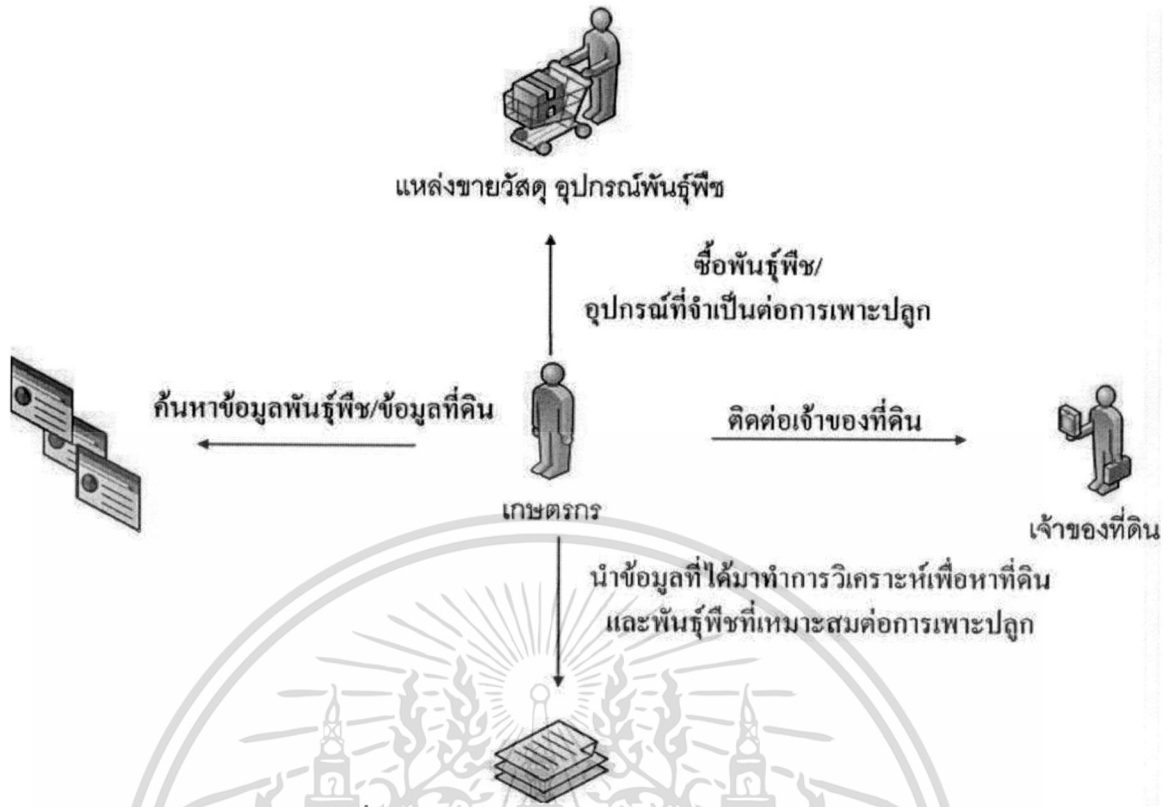 แหล่งขายวัสดุ อุปกรณ์พันธุ์พืช
ซื้อพันธุ์พืช/
อุปกรณ์ที่จำเป็นต่อการเพาะปลูก
ค้นหาข้อมูลพันธุ์พืช/ข้อมูลที่ดิน
ติดต่อเจ้าของที่ดิน
เกษตรกร
เจ้าของที่ดิน
นำข้อมูลที่ได้มาทำการวิเคราะห์เพื่อหาที่ดิน
และพันธุ์พืชที่เหมาะสมต่อการเพาะปลูก